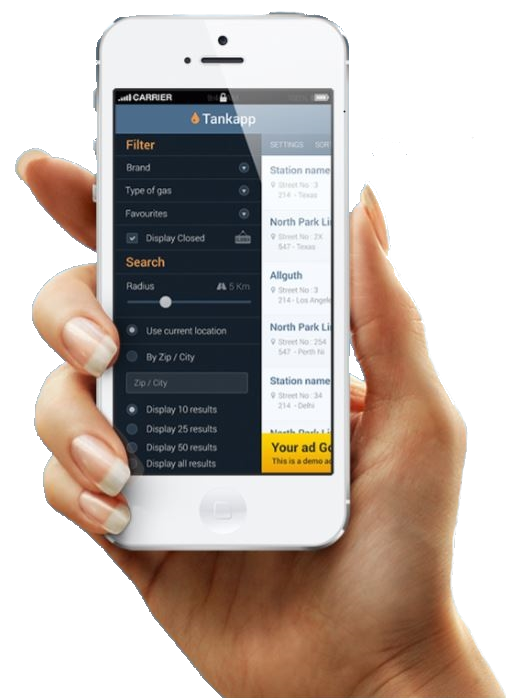 CARRIER
Tankapp
Filter
SETTINGS SORT
Brand
Station name
Type of gas
Street No : 3
214 - Texas
Favourites
North Park Li
Display Closed
Street No : 2X
547 - Texas
Search
Allguth
Radius 5 Km
Street No : 3
214 - Los Angele
Use current location
North Park Li
Street No : 254
By Zip / City
547 - Perth
Station name
Zip / City
Street No : 34
214 - Delhi
Display 10 results
Display 25 results
North Park Li
Display 50 results
Your ad Go
Display all results
This is a demo ad